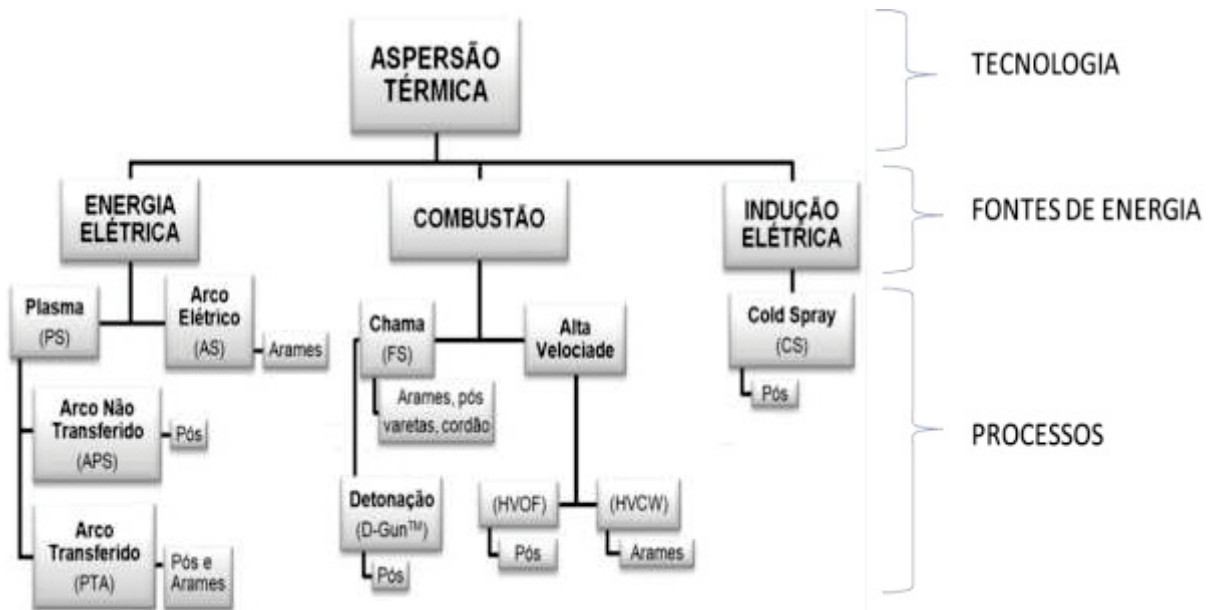 ASPERSÃO
TÉRMICA
TECNOLOGIA
ENERGIA
ELÉTRICA
COMBUSTÃO
INDUÇÃO
ELÉTRICA
FONTES DE ENERGIA
Plasma
(PS)
Arco
Elétrico
(AS)
Arames
Arco Não
Transferido
(APS)
Pós
Arco
Transferido
(PTA)
Pós e
Arames
Chama
(FS)
Arames, pós
varetas, cordão
Detonação
(D-Gun™)
Pós
Alta
Velociade
(HVOF)
Pós
(HVCW)
Arames
Cold Spray
(CS)
Pós
PROCESSOS